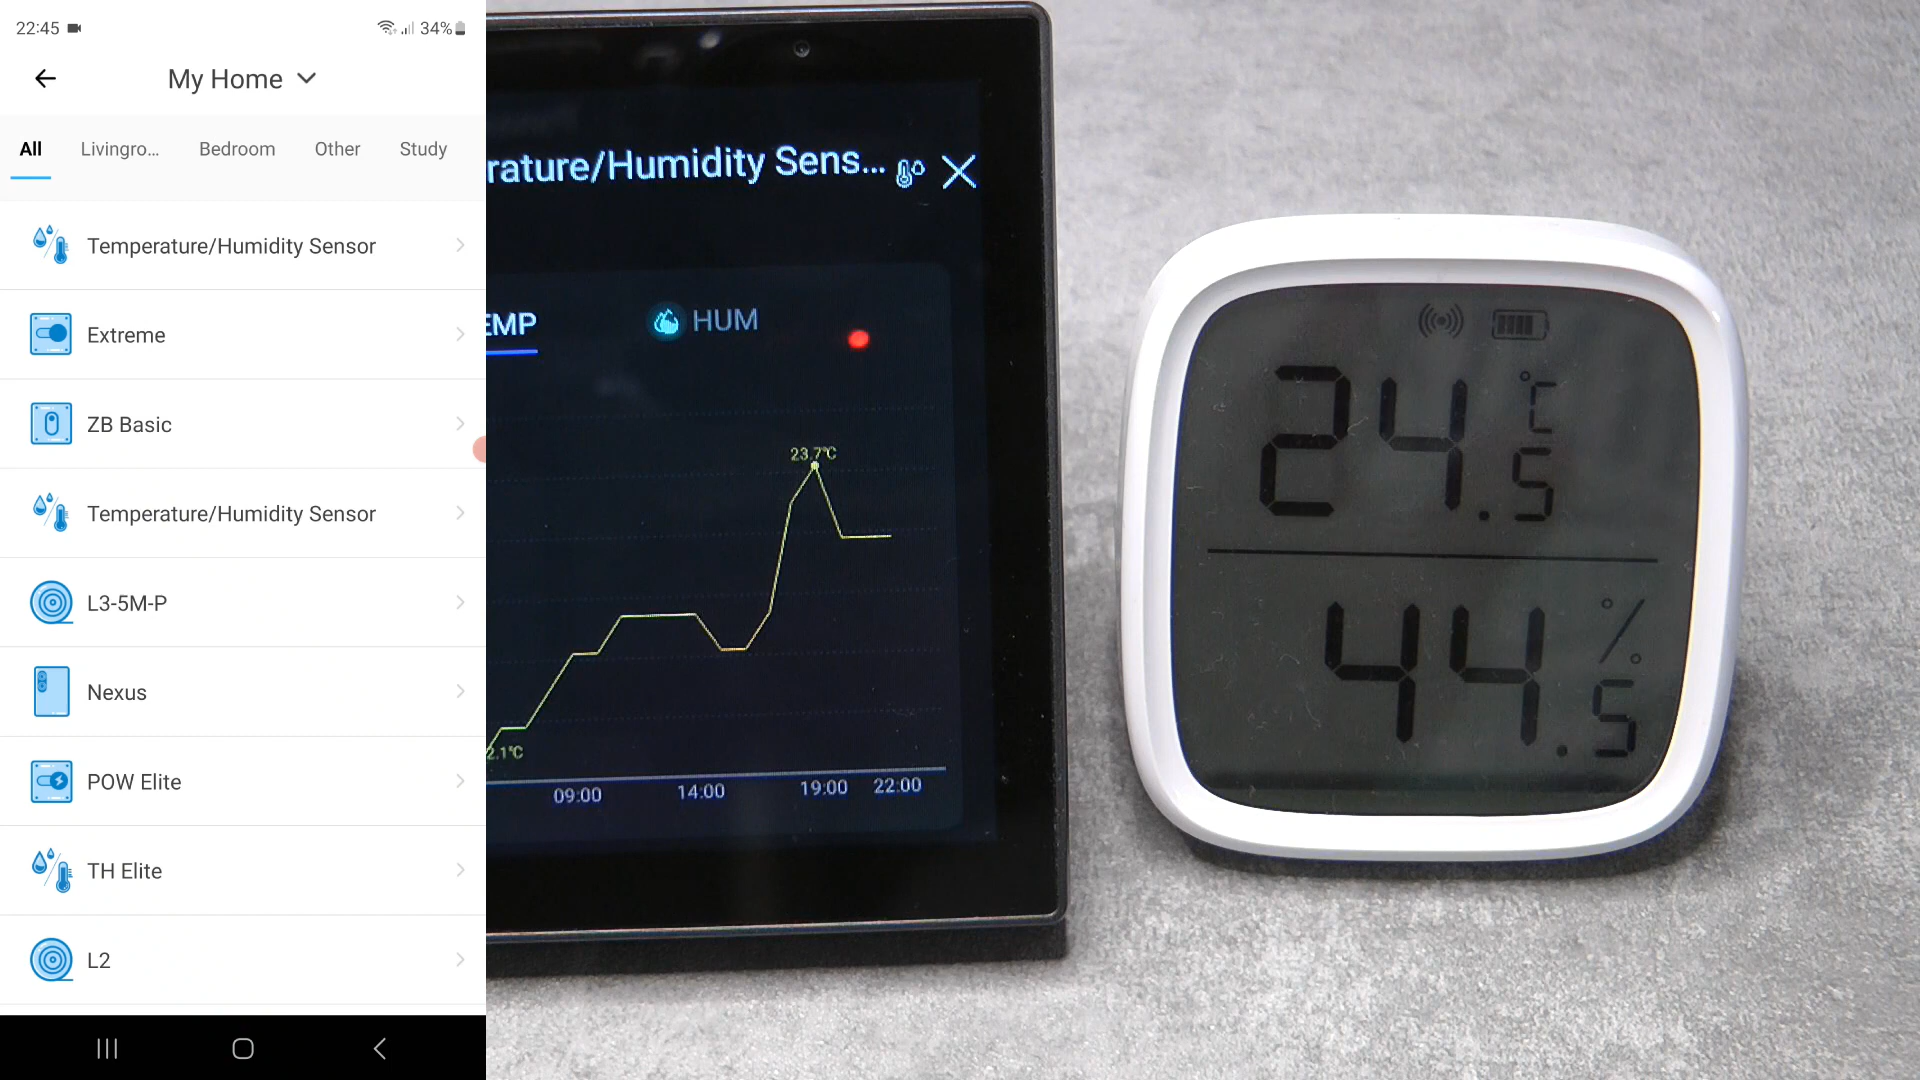 22:45
34%
My Home
All Livingro... Bedroom Other Study
Temperature/Humidity Sensor
Extreme
ZB Basic
Temperature/Humidity Sensor
L3-5M-P
Nexus
POW Elite
TH Elite
L2
rature/Humidity Sens...
EMP HUM
23.7℃
2.1℃
09:00 14:00 19:00 22:00
24.5 ℃
44.5 %